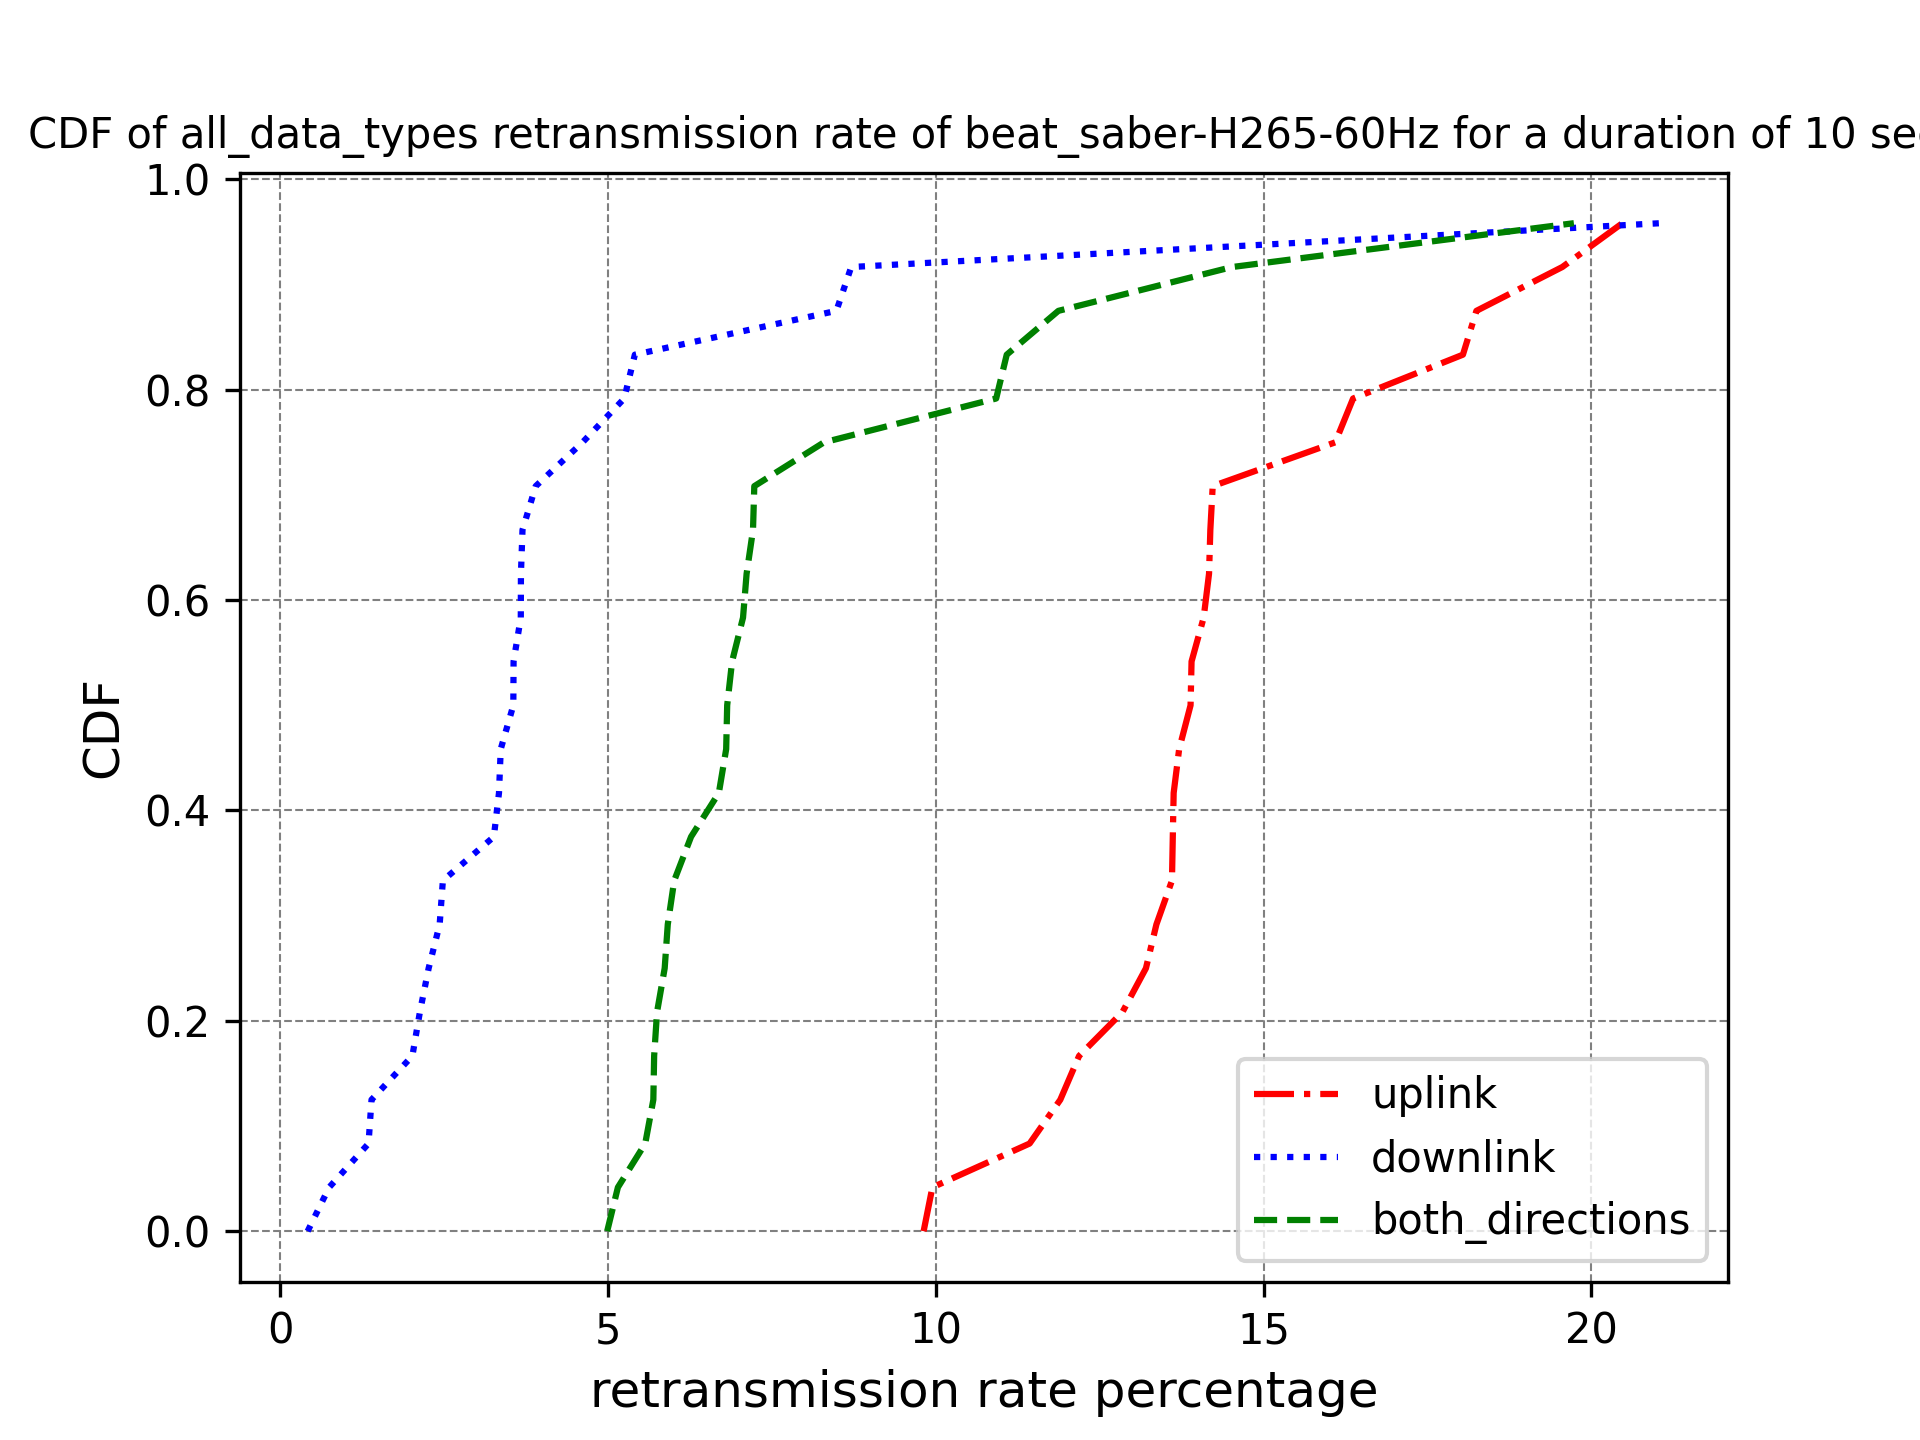 CDF of all_data_types retransmission rate of beat_saber-H265-60Hz for a duration of 10 se
1.0
0.8
0.6
0.4
0.2
0.0
CDF
uplink
downlink
both_directions
0 5 10 15 20
retransmission rate percentage